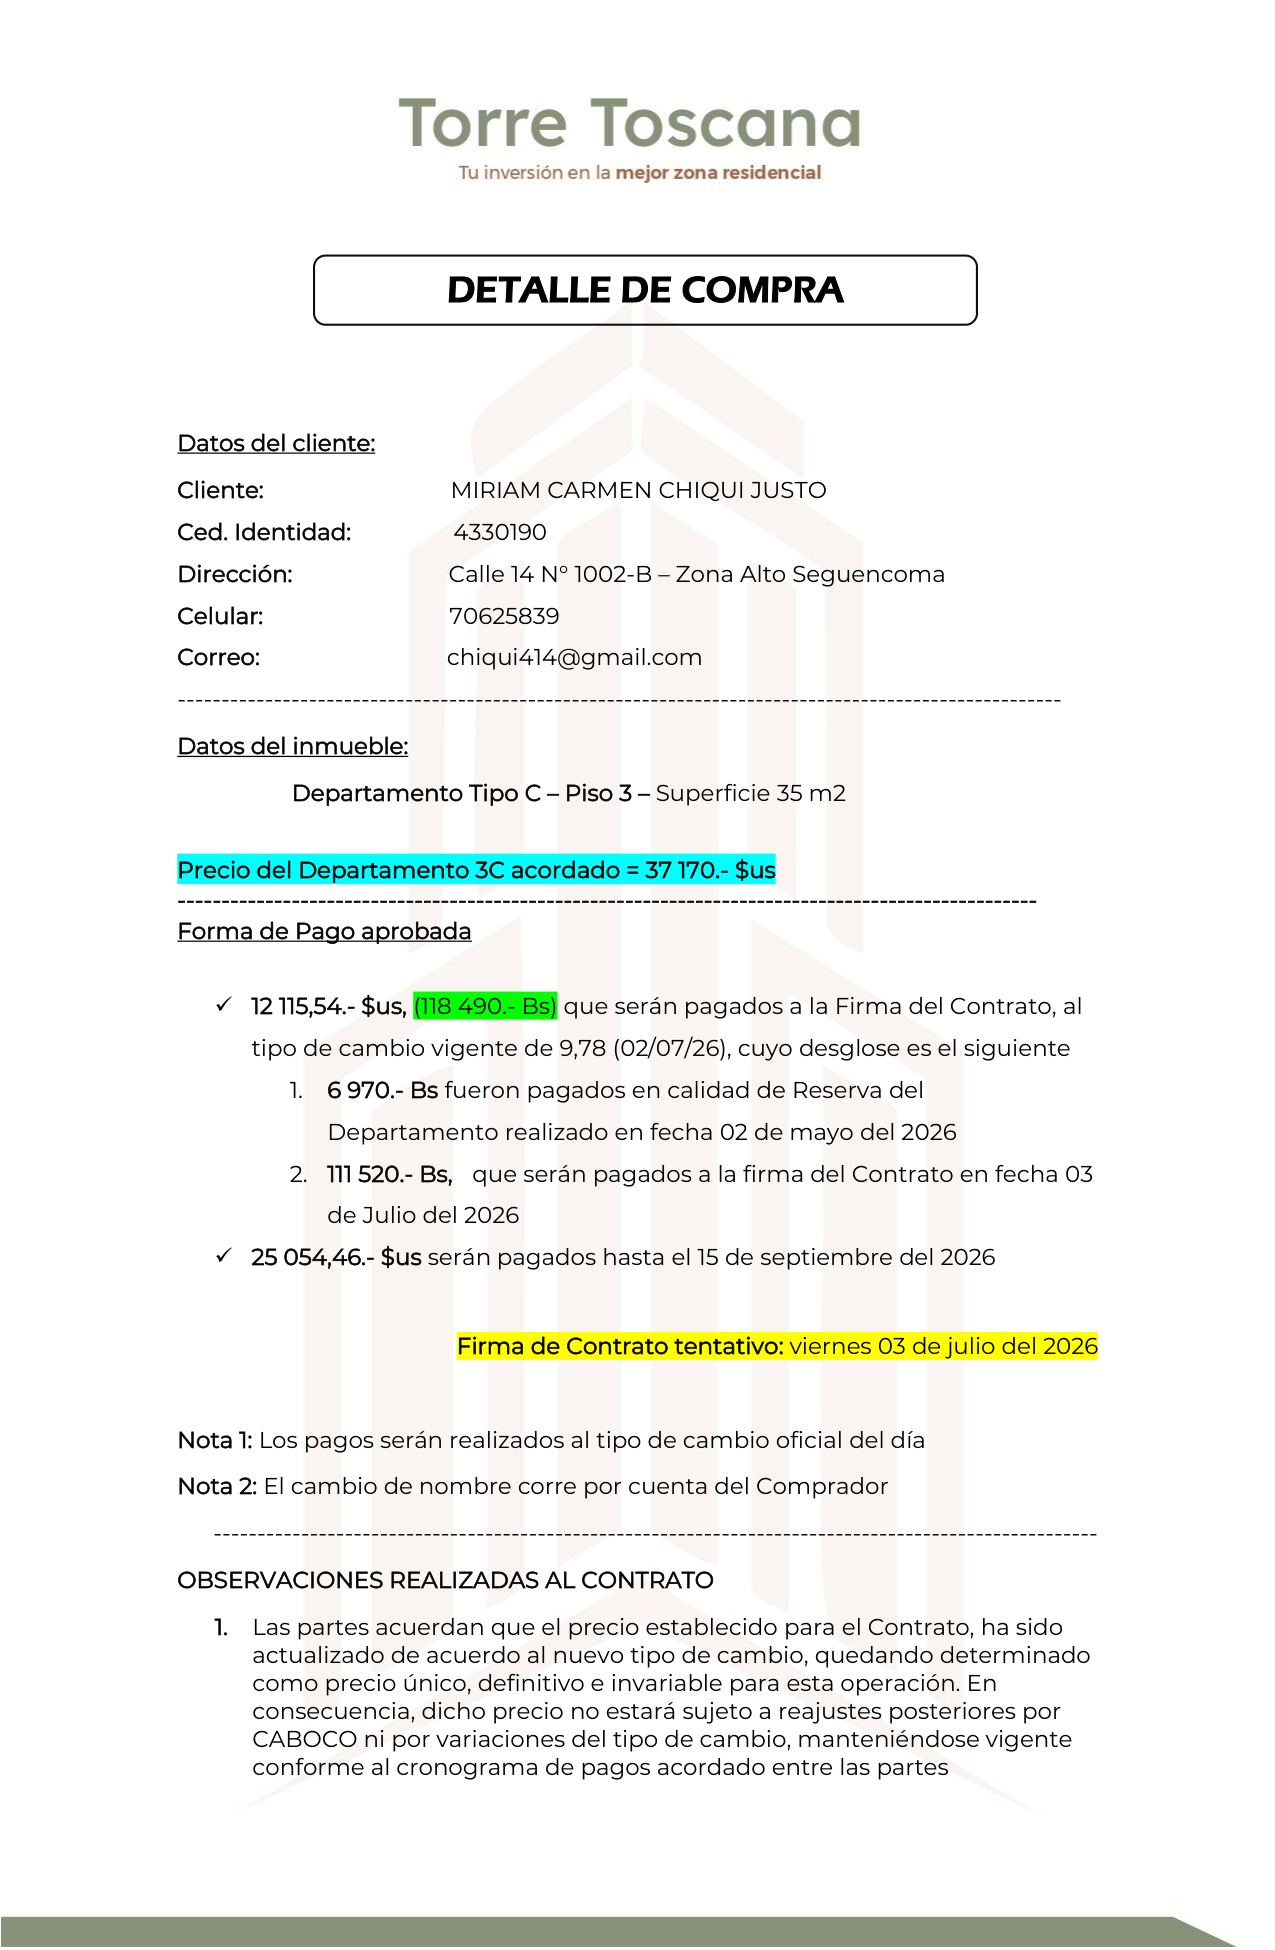 Torre Toscana
Tu inversión en la mejor zona residencial
DETALLE DE COMPRA
Datos del cliente:
Cliente: MIRIAM CARMEN CHIQUI JUSTO
Ced. Identidad: 4330190
Dirección: Calle 14 N° 1002-B – Zona Alto Seguencoma
Celular: 70625839
Correo: chiqui414@gmail.com
-----------------------------------------------------------------------------------------------------
Datos del inmueble:
Departamento Tipo C – Piso 3 – Superficie 35 m2
Precio del Departamento 3C acordado = 37 170.- $us
--------------------------------------------------------------------------------------------------
Forma de Pago aprobada
✓ 12 115,54.- $us, (118 490.- Bs) que serán pagados a la Firma del Contrato, al
tipo de cambio vigente de 9,78 (02/07/26), cuyo desglose es el siguiente
1. 6 970.- Bs fueron pagados en calidad de Reserva del
Departamento realizado en fecha 02 de mayo del 2026
2. 111 520.- Bs, que serán pagados a la firma del Contrato en fecha 03
de Julio del 2026
✓ 25 054,46.- $us serán pagados hasta el 15 de septiembre del 2026
Firma de Contrato tentativo: viernes 03 de julio del 2026
Nota 1: Los pagos serán realizados al tipo de cambio oficial del día
Nota 2: El cambio de nombre corre por cuenta del Comprador
-----------------------------------------------------------------------------------------------------
OBSERVACIONES REALIZADAS AL CONTRATO
1. Las partes acuerdan que el precio establecido para el Contrato, ha sido
actualizado de acuerdo al nuevo tipo de cambio, quedando determinado
como precio único, definitivo e invariable para esta operación. En
consecuencia, dicho precio no estará sujeto a reajustes posteriores por
CABOCO ni por variaciones del tipo de cambio, manteniéndose vigente
conforme al cronograma de pagos acordado entre las partes